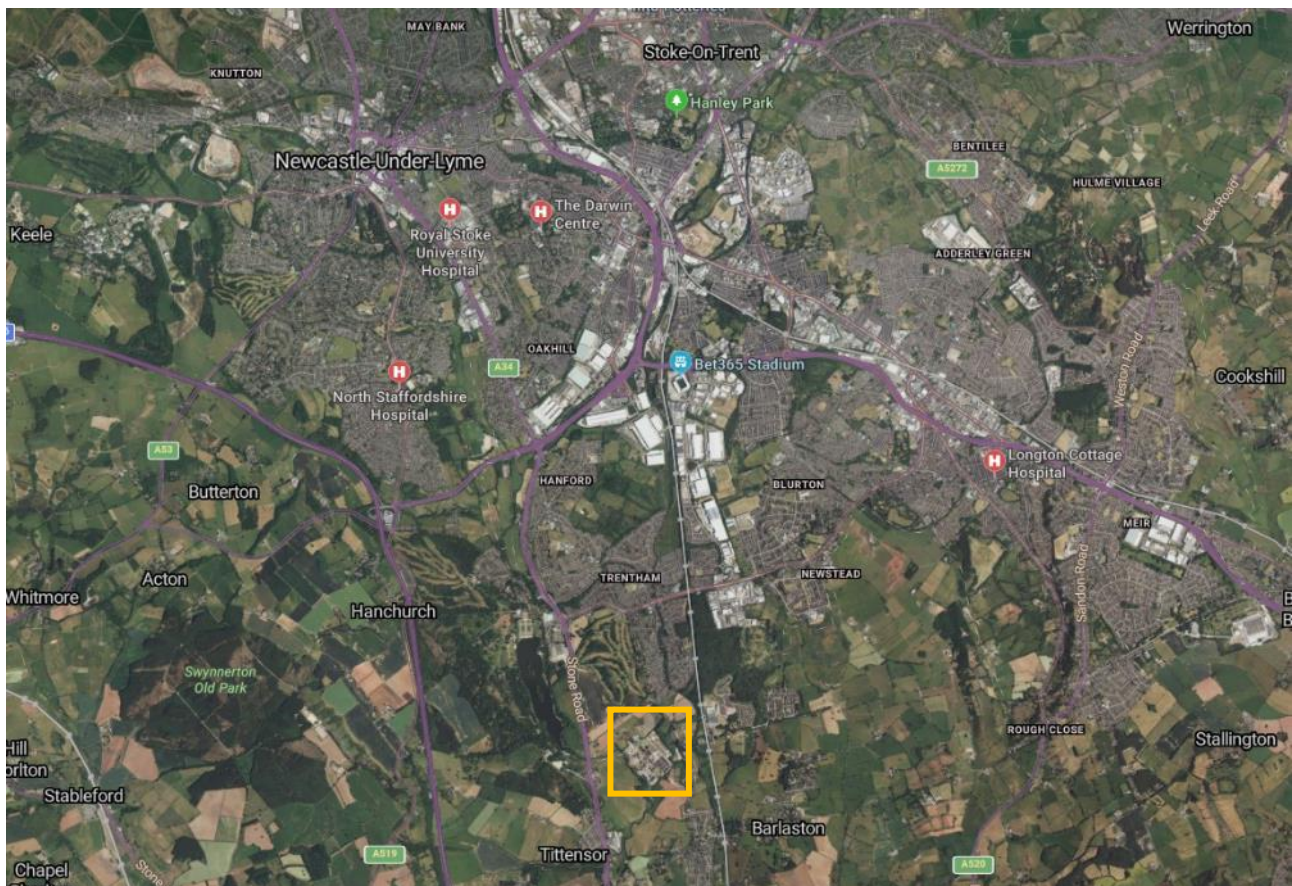 MAY BANK
Stoke-On-Trent
Werrington
KNUTTON
Hanley Park
Newcastle-Under-Lyme
BENTILEE
A5272
HULME VILLAGE
Leek Road
Keele
Royal Stoke
University
Hospital
The Darwin
Centre
ADDERLEY GREEN
OAKHILL
A34
Bet365 Stadium
Weston Road
Cookshill
North Staffordshire
Hospital
A53
Butterton
HANFORD
BLURTON
Longton Cottage
Hospital
MEIR
Acton
TRENTHAM
NEWSTEAD
Whitmore
Hanchurch
Sandon Road
Swynnerton
Old Park
Stone Road
ROUGH CLOSE
Stallington
Hill
Stableford
Barlaston
Tittensor
A519
A520
Chapel
Stone